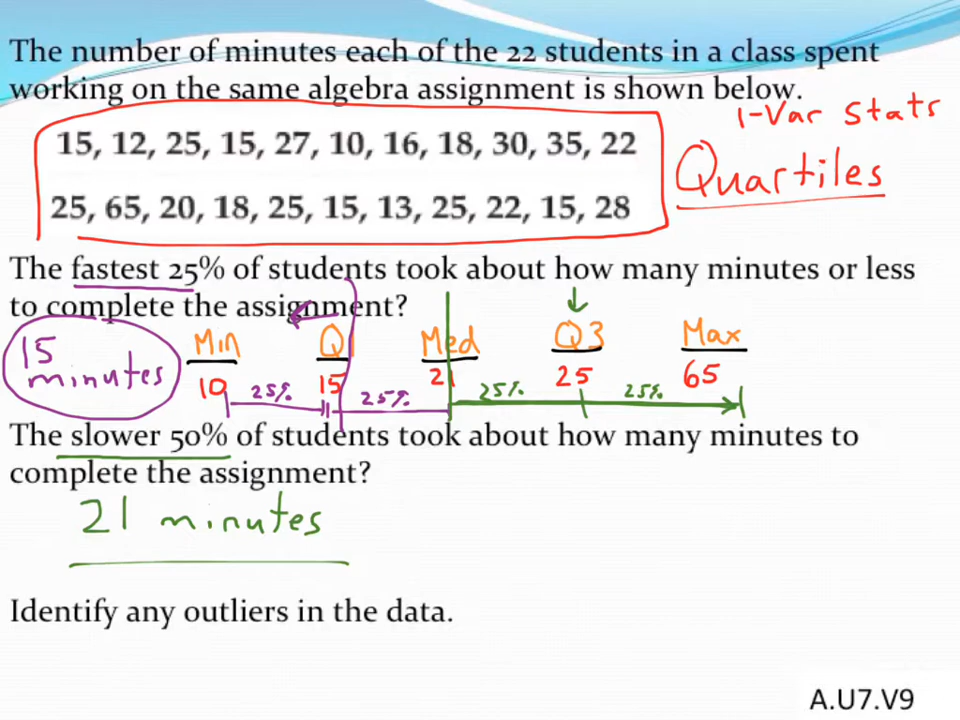 The number of minutes each of the 22 students in a class spent
working on the same algebra assignment is shown below.
1-Var Stats
15, 12, 25, 15, 27, 10, 16, 18, 30, 35, 22
Quartiles
25, 65, 20, 18, 25, 15, 13, 25, 22, 15, 28
The fastest 25% of students took about how many minutes or less
to complete the assignment?
15 minutes
Min Q1 Med Q3 Max
10 15 21 25 65
25% 25% 25% 25%
The slower 50% of students took about how many minutes to
complete the assignment?
21 minutes
Identify any outliers in the data.
A.U7.V9